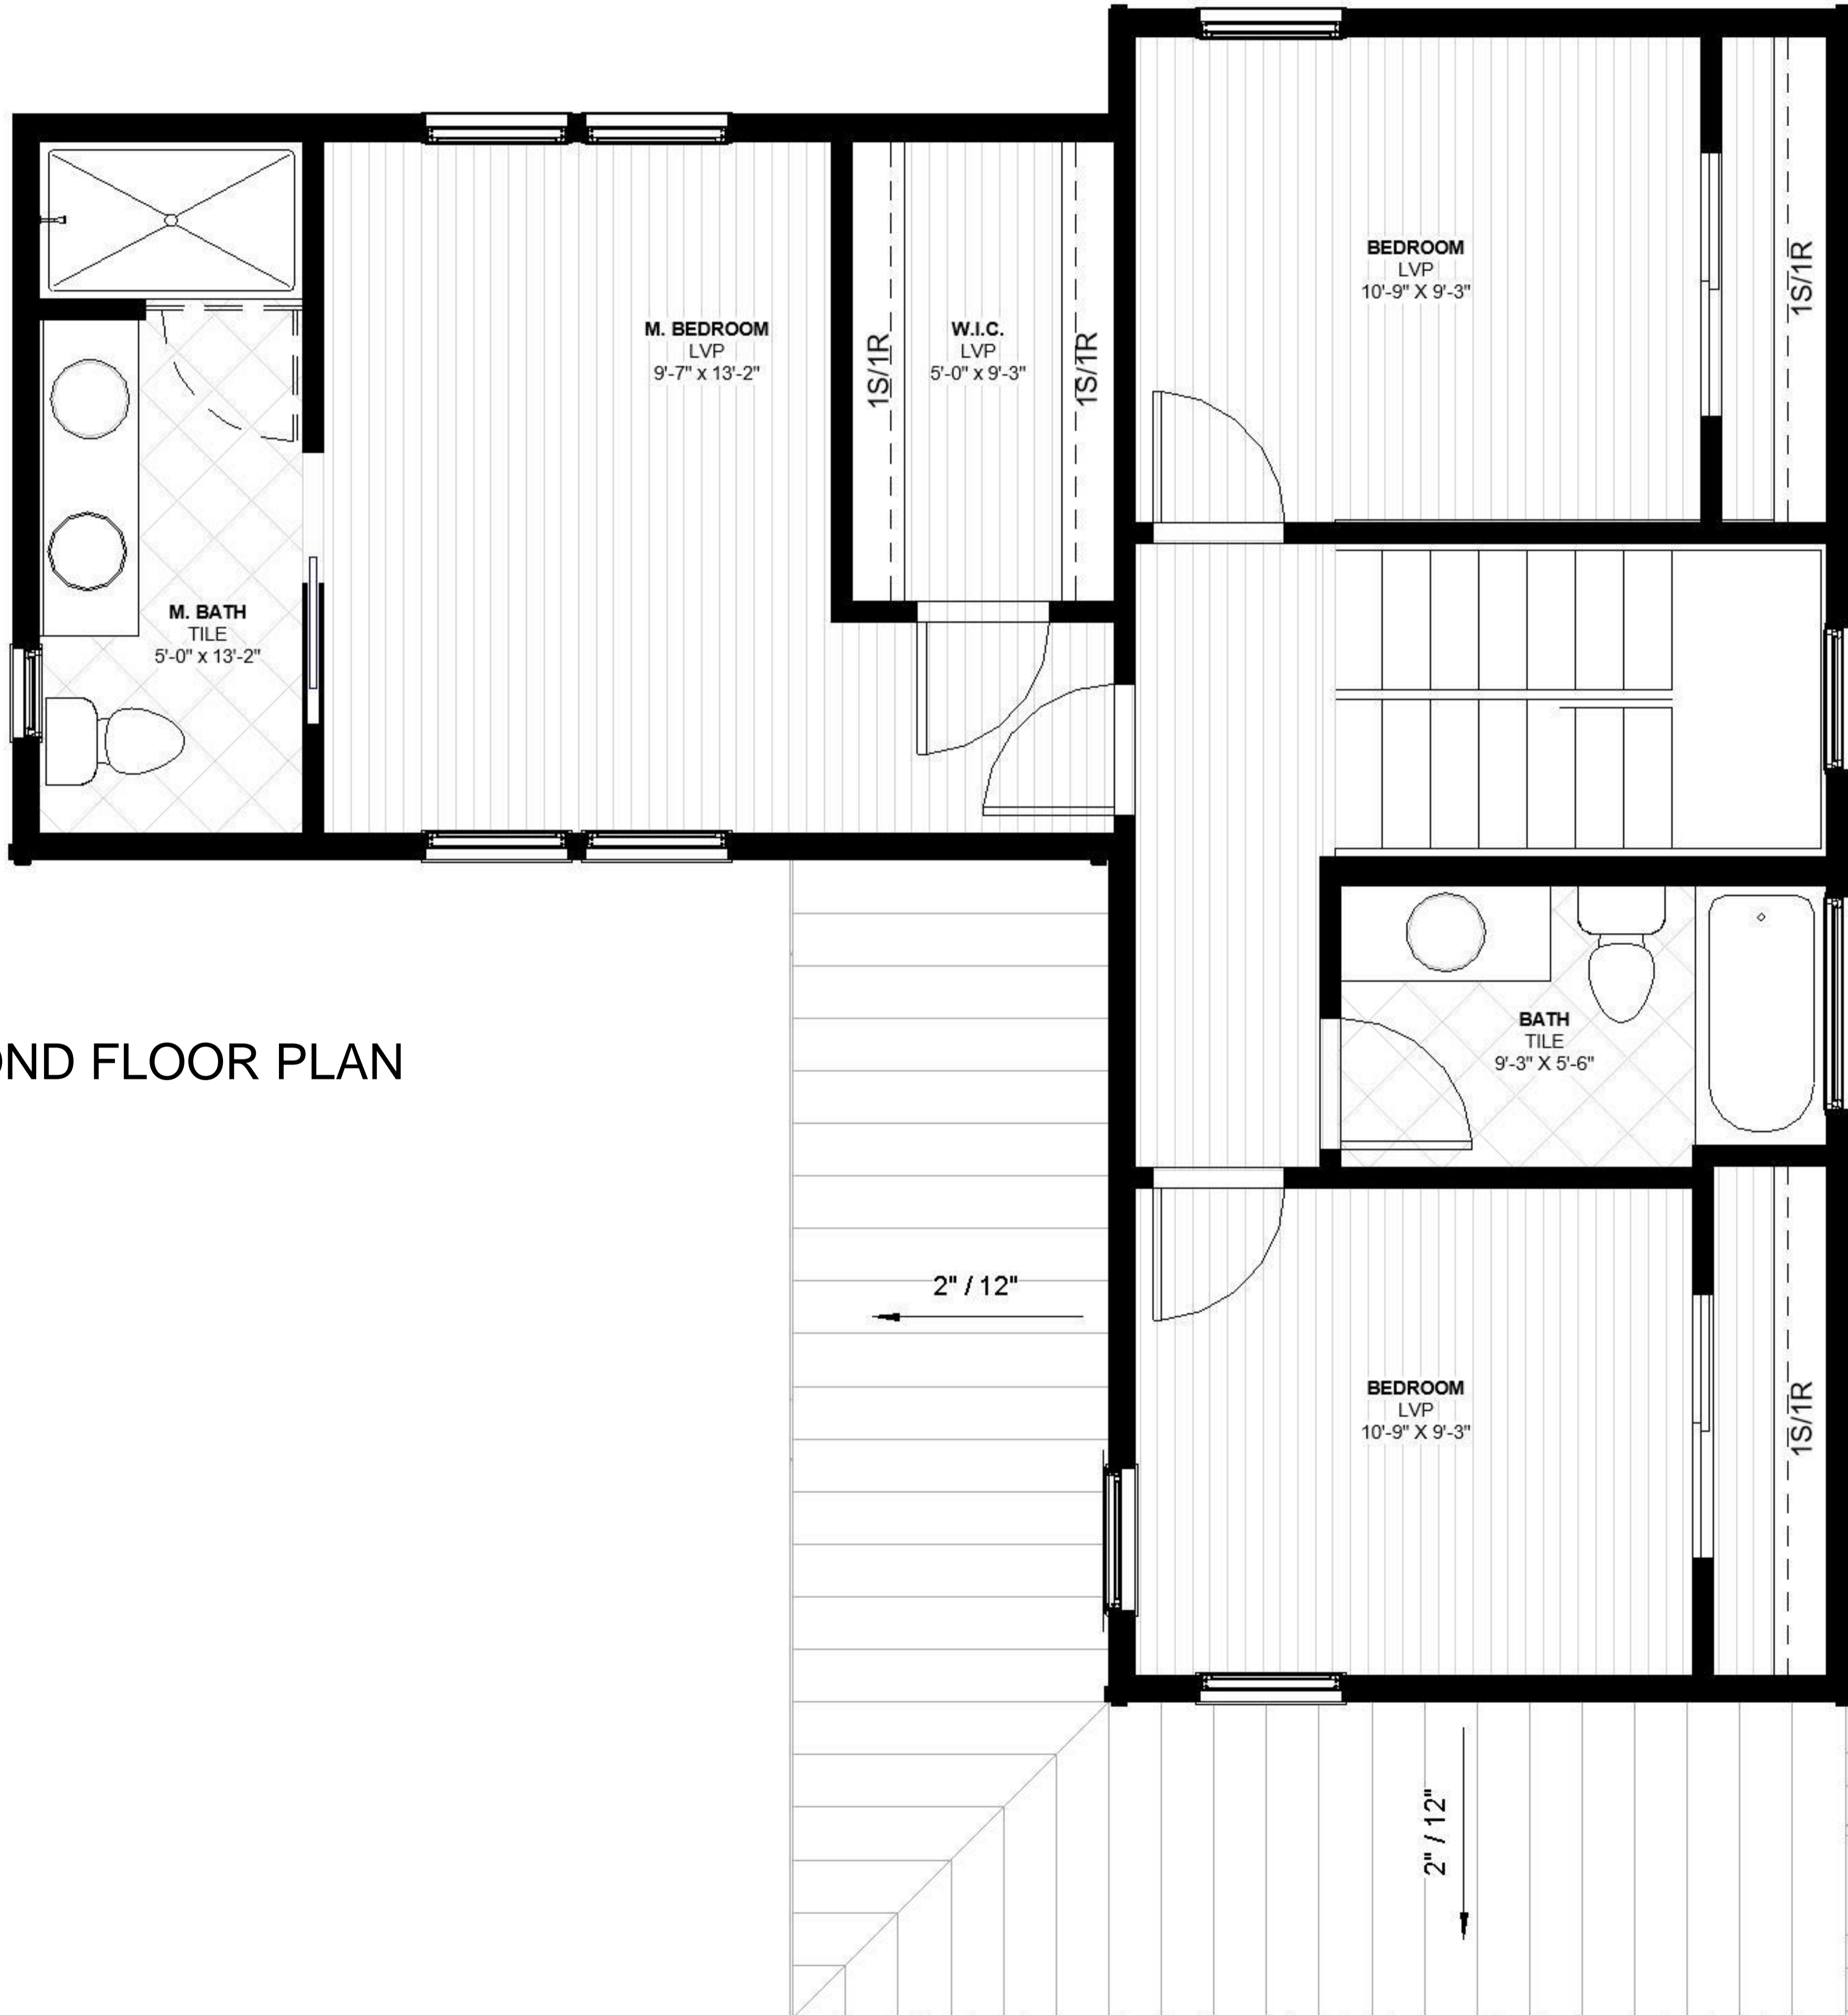 BEDROOM
LVP
10'-9" X 9'-3"
1S/1R
M. BEDROOM
LVP
9'-7" x 13'-2"
1S/1R
W.I.C.
LVP
5'-0" x 9'-3"
1S/1R
M. BATH
TILE
5'-0" x 13'-2"
BATH
TILE
9'-3" X 5'-6"
OND FLOOR PLAN
2" / 12"
BEDROOM
LVP
10'-9" X 9'-3"
1S/1R
2" / 12"